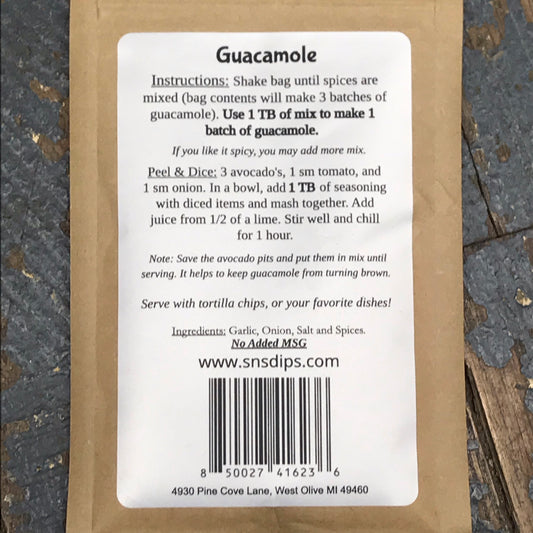 Guacamole
Instructions: Shake bag until spices are
mixed (bag contents will make 3 batches of
guacamole). Use 1 TB of mix to make 1
batch of guacamole.
If you like it spicy, you may add more mix.
Peel & Dice: 3 avocado's, 1 sm tomato, and
1 sm onion. In a bowl, add 1 TB of seasoning
with diced items and mash together. Add
juice from 1/2 of a lime. Stir well and chill
for 1 hour.
Note: Save the avocado pits and put them in mix until
serving. It helps to keep guacamole from turning brown.
Serve with tortilla chips, or your favorite dishes!
Ingredients: Garlic, Onion, Salt and Spices.
No Added MSG
www.snsdips.com
8 50027 41623 6
4930 Pine Cove Lane, West Olive MI 49460